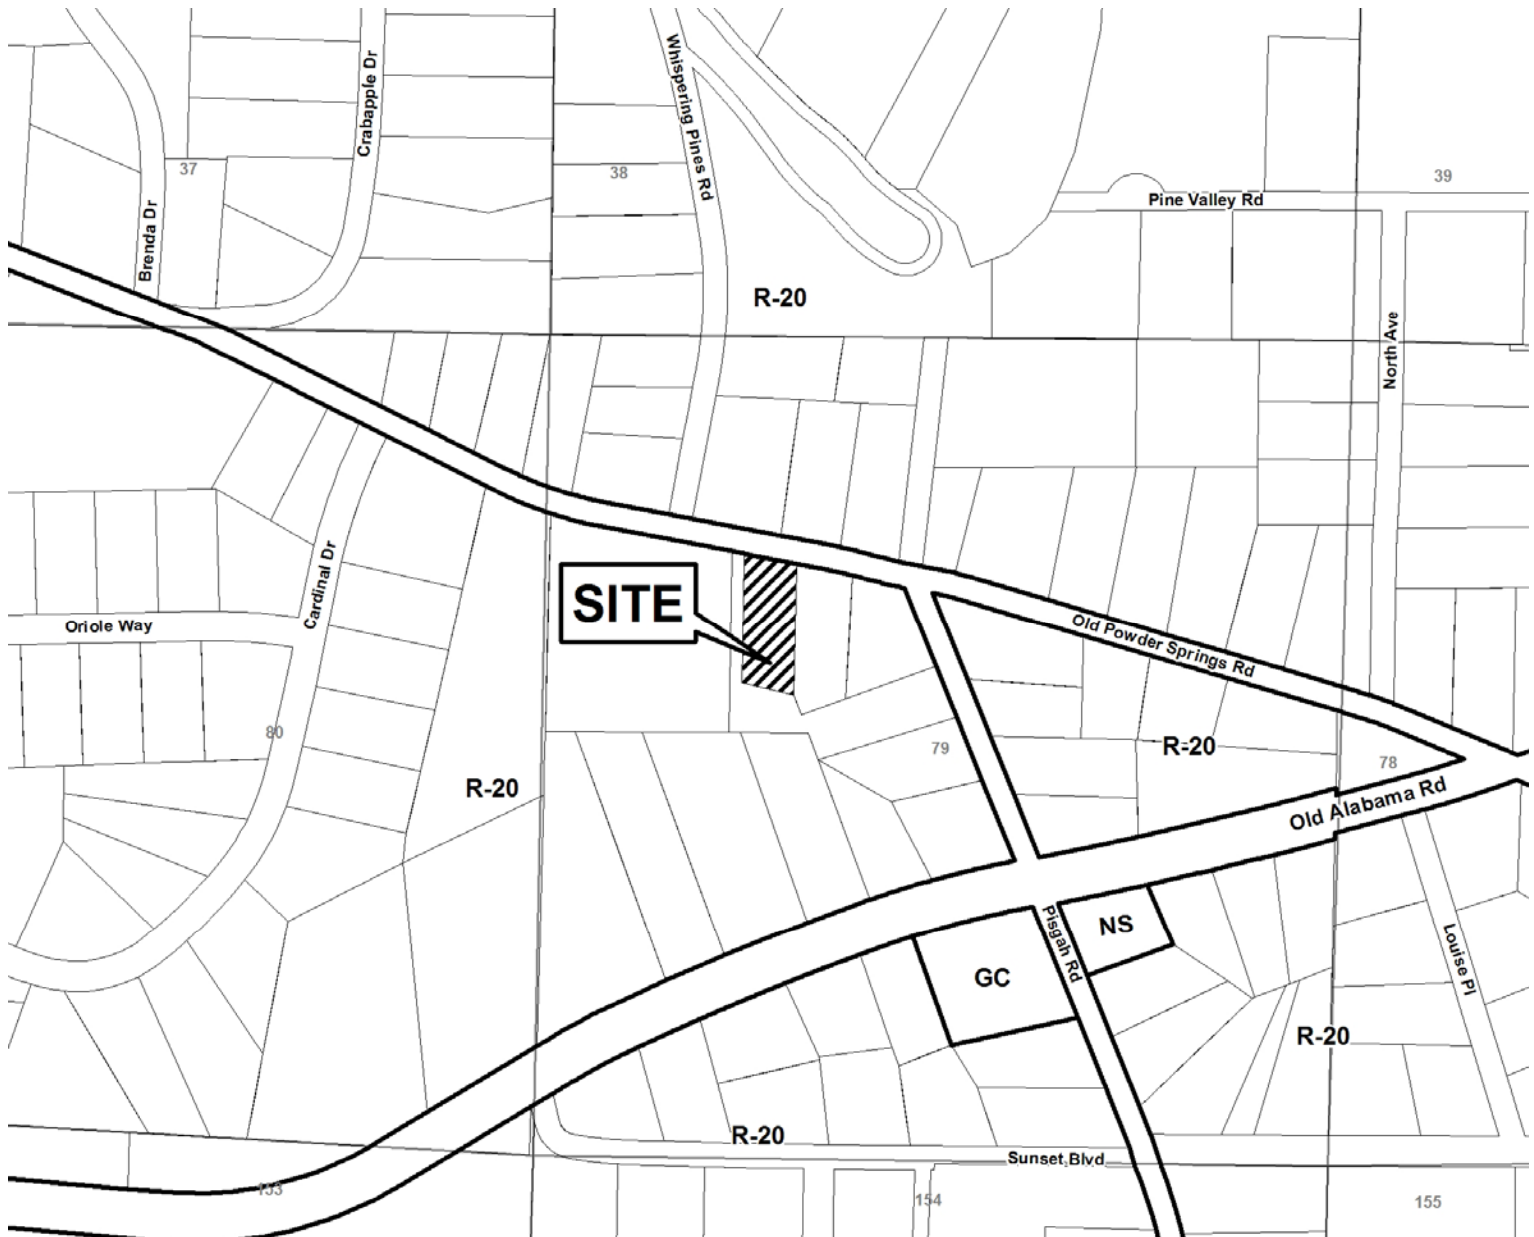 Whispering Pines Rd
Crabapple Dr
37
38
39
Pine Valley Rd
Brenda Dr
R-20
North Ave
SITE
Cardinal Dr
Oriole Way
Old Powder Springs Rd
80
79
R-20
78
R-20
Old Alabama Rd
NS
Pisgah Rd
GC
Louise Pl
R-20
R-20
Sunset Blvd
153
154
155